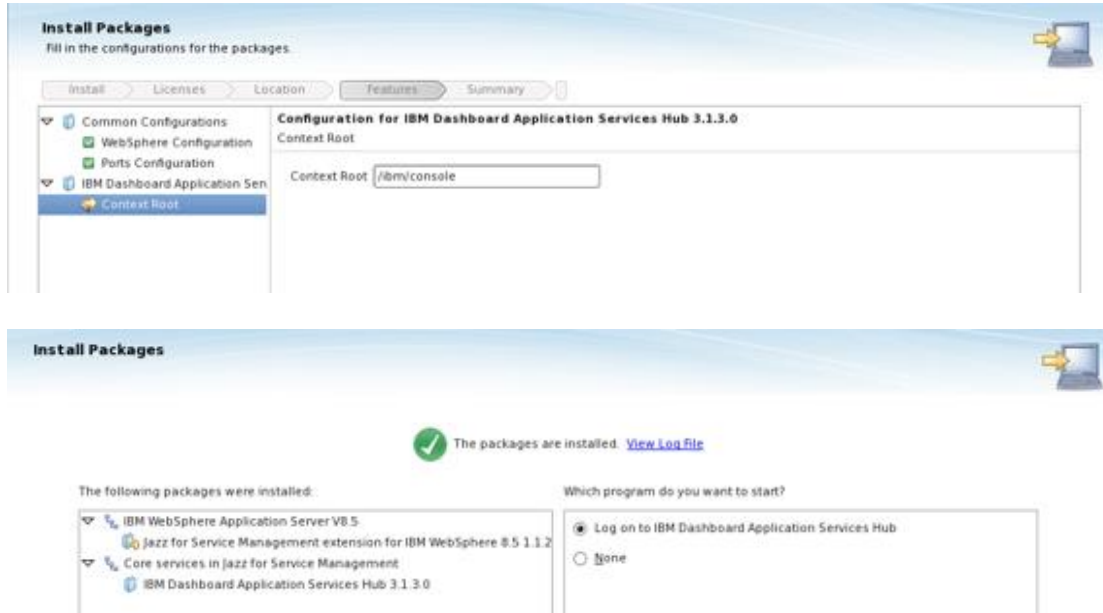 Install Packages
Fill in the configurations for the packages.
Install Licenses Location Features Summary
Common Configurations
WebSphere Configuration
Ports Configuration
IBM Dashboard Application Ser
Context Root
Configuration for IBM Dashboard Application Services Hub 3.1.3.0
Context Root
Context Root /ibm/console
Install Packages
The packages are installed. View Log File
The following packages were installed:
IBM WebSphere Application Server V8.5
Jazz for Service Management extension for IBM WebSphere 8.5 1.1.2
Core services in Jazz for Service Management
IBM Dashboard Application Services Hub 3.1.3.0
Which program do you want to start?
Log on to IBM Dashboard Application Services Hub
None